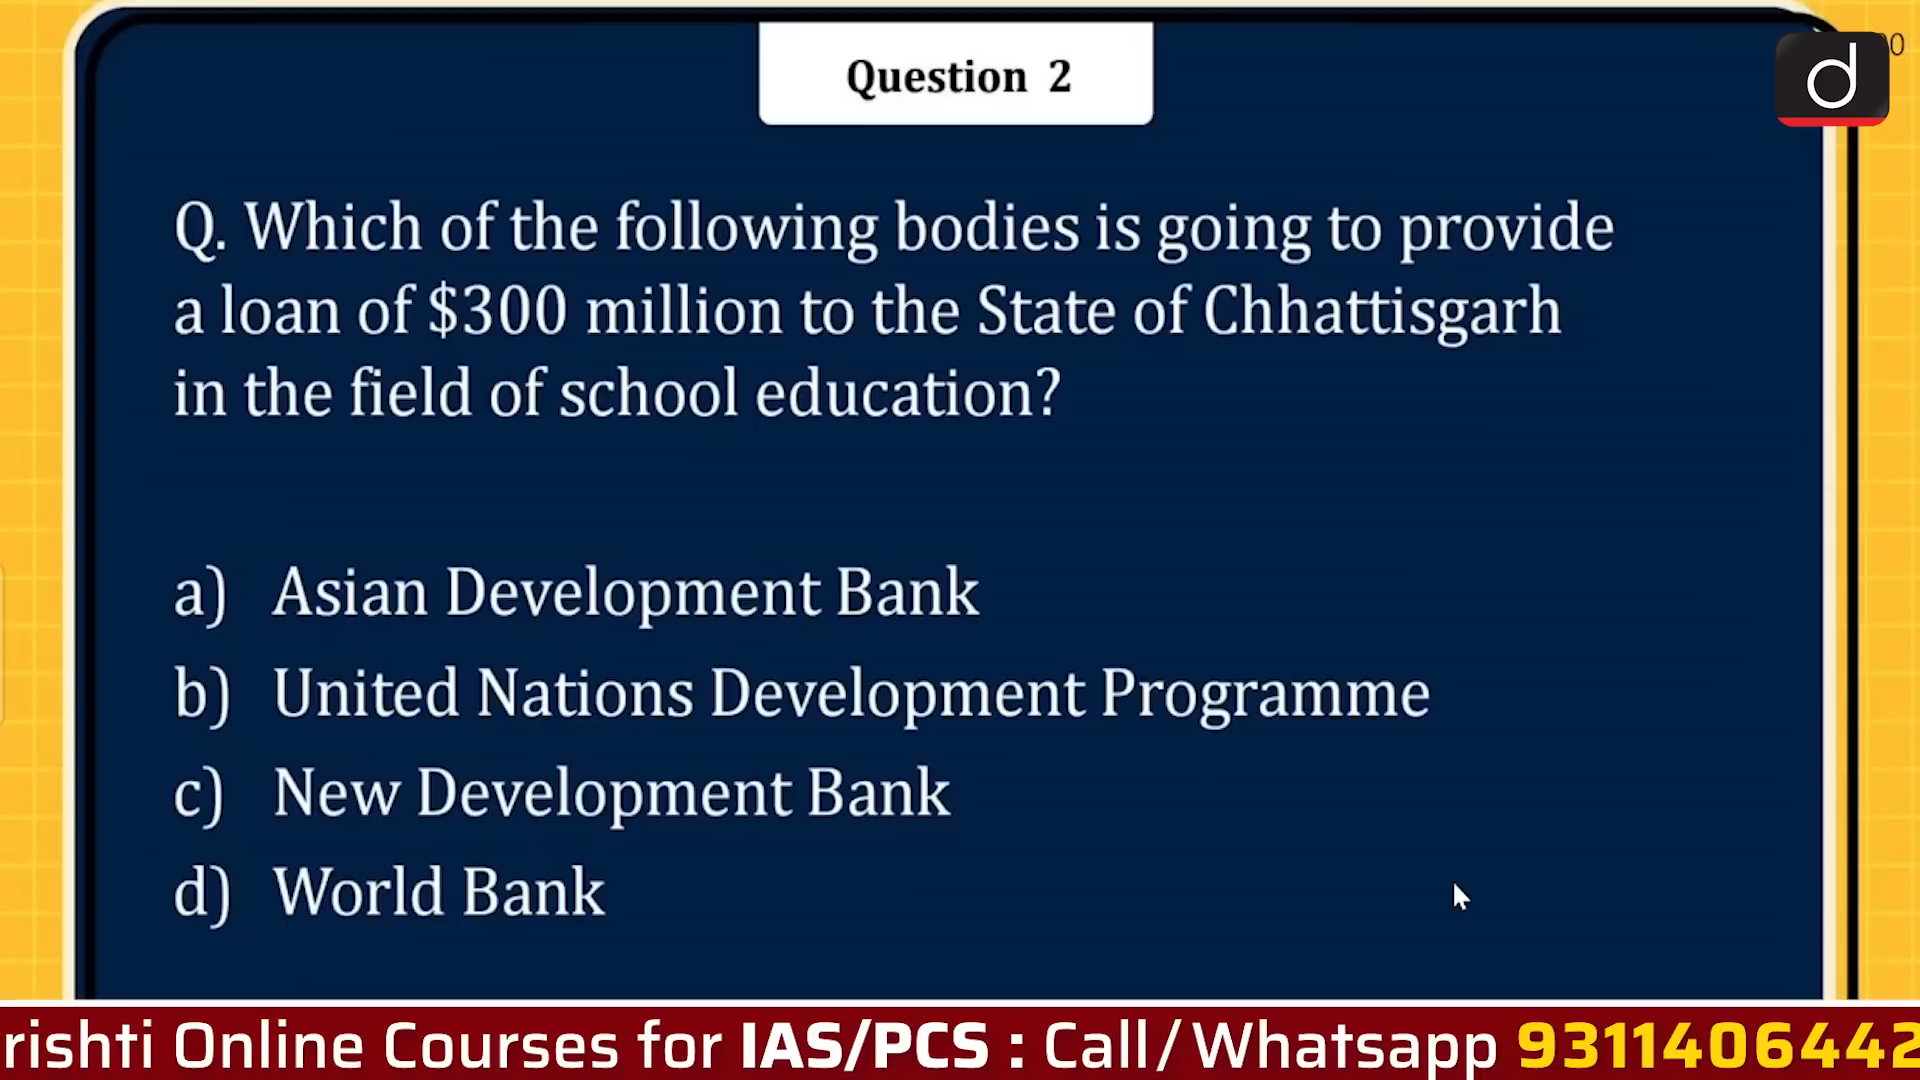 Question 2
d
Q. Which of the following bodies is going to provide
a loan of $300 million to the State of Chhattisgarh
in the field of school education?
a) Asian Development Bank
b) United Nations Development Programme
c) New Development Bank
d) World Bank
rishti Online Courses for IAS/PCS : Call/Whatsapp 9311406442